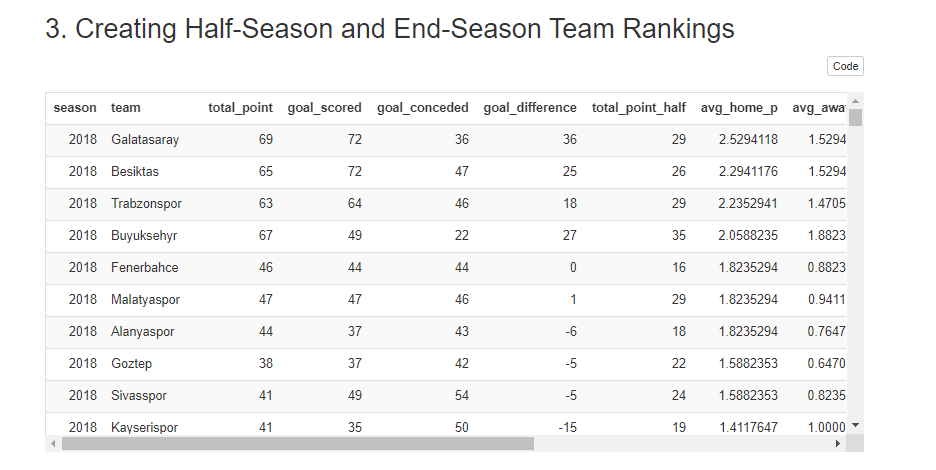 3. Creating Half-Season and End-Season Team Rankings
Code
season team total_point goal_scored goal_conceded goal_difference total_point_half avg_home_p avg_awa
2018 Galatasaray 69 72 36 36 29 2.5294118 1.5294
2018 Besiktas 65 72 47 25 26 2.2941176 1.5294
2018 Trabzonspor 63 64 46 18 29 2.2352941 1.4705
2018 Buyuksehyr 67 49 22 27 35 2.0588235 1.8823
2018 Fenerbahce 46 44 44 0 16 1.8235294 0.8823
2018 Malatyaspor 47 47 46 1 29 1.8235294 0.9411
2018 Alanyaspor 44 37 43 -6 18 1.8235294 0.7647
2018 Goztep 38 37 42 -5 22 1.5882353 0.6470
2018 Sivasspor 41 49 54 -5 24 1.5882353 0.8235
2018 Kayserispor 41 35 50 -15 19 1.4117647 1.0000